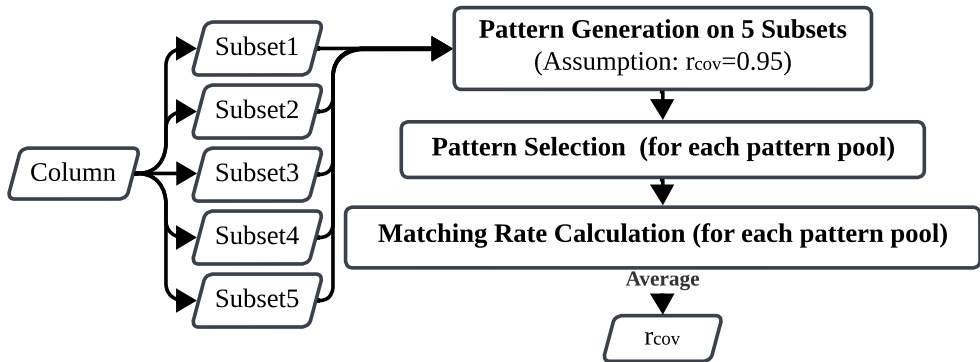 Column
Subset1
Subset2
Subset3
Subset4
Subset5
Pattern Generation on 5 Subsets
(Assumption: rcov=0.95)
Pattern Selection (for each pattern pool)
Matching Rate Calculation (for each pattern pool)
Average
rcov